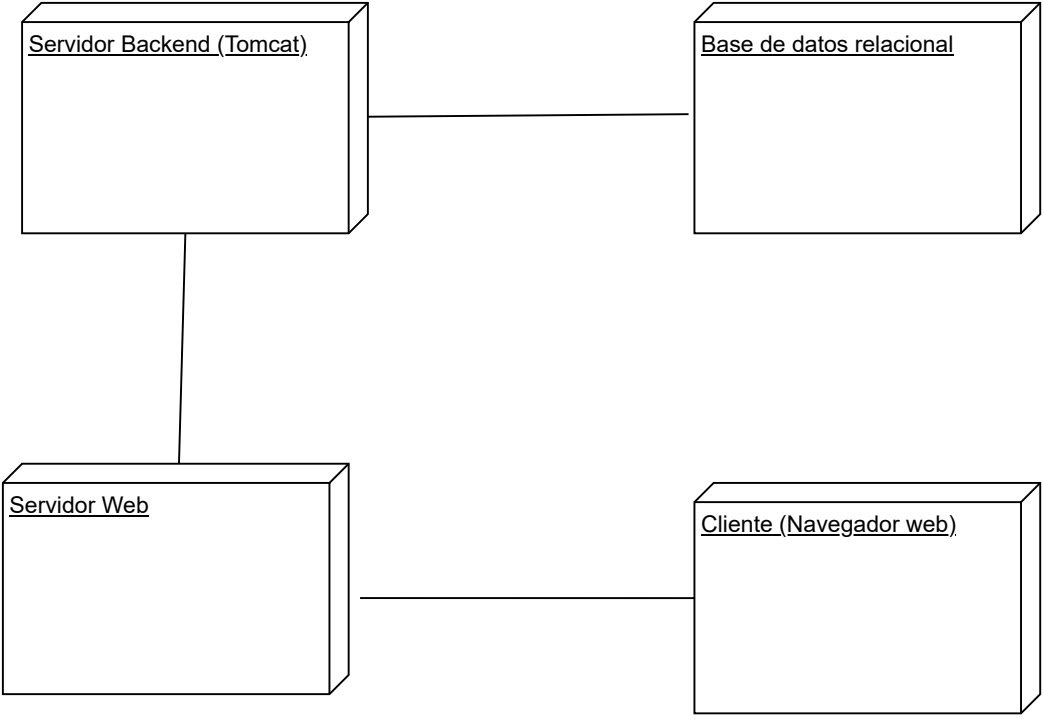 Servidor Backend (Tomcat)
Base de datos relacional
Servidor Web
Cliente (Navegador web)